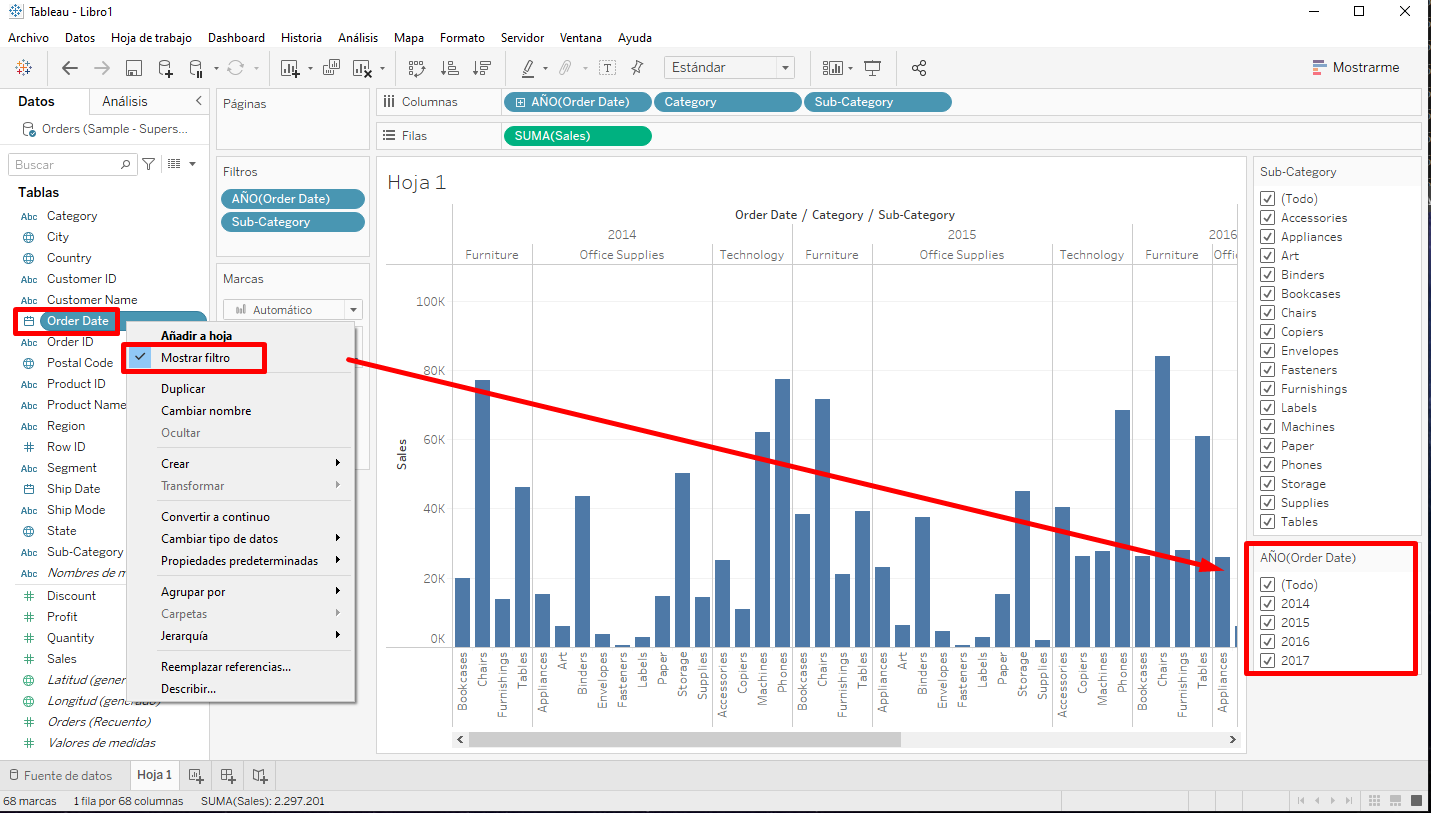 Tableau - Libro1
Archivo Datos Hoja de trabajo Dashboard Historia Análisis Mapa Formato Servidor Ventana Ayuda
Estándar
Mostrarme
Datos
Análisis
Orders (Sample - Supers...
Buscar
Tablas
Abc Category
City
Country
Abc Customer ID
Abc Customer Name
Order Date
Abc Order ID
Postal Code
Abc Product ID
Abc Product Name
Abc Region
Row ID
Abc Segment
Ship Date
Abc Ship Mode
State
Abc Sub-Category
Abc Nombres de m
Discount
Profit
Quantity
Sales
Latitud (gener
Longitud (generado)
Orders (Recuento)
Valores de medidas
Añadir a hoja
Mostrar filtro
Duplicar
Cambiar nombre
Ocultar
Crear
Transformar
Convertir a continuo
Cambiar tipo de datos
Propiedades predeterminadas
Agrupar por
Carpetas
Jerarquía
Reemplazar referencias...
Describir...
Páginas
Filtros
AÑO(Order Date)
Sub-Category
Marcas
Automático
Columnas
AÑO(Order Date) Category Sub-Category
Filas
SUMA(Sales)
Hoja 1
Order Date / Category / Sub-Category
2014 2015 2016
Furniture Office Supplies Technology Furniture Office Supplies Technology Furniture Offic
Sales
100K
80K
60K
40K
20K
0K
Bookcases
Chairs
Furnishings
Tables
Appliances
Art
Binders
Envelopes
Fasteners
Labels
Paper
Storage
Supplies
Accessories
Copiers
Machines
Phones
Bookcases
Chairs
Furnishings
Tables
Appliances
Art
Binders
Envelopes
Fasteners
Labels
Paper
Storage
Supplies
Accessories
Copiers
Machines
Phones
Bookcases
Chairs
Furnishings
Tables
Appliances
Sub-Category
(Todo)
Accessories
Appliances
Art
Binders
Bookcases
Chairs
Copiers
Envelopes
Fasteners
Furnishings
Labels
Machines
Paper
Phones
Storage
Supplies
Tables
AÑO(Order Date)
(Todo)
2014
2015
2016
2017
Fuente de datos
Hoja 1
68 marcas 1 fila por 68 columnas SUMA(Sales): 2.297.201